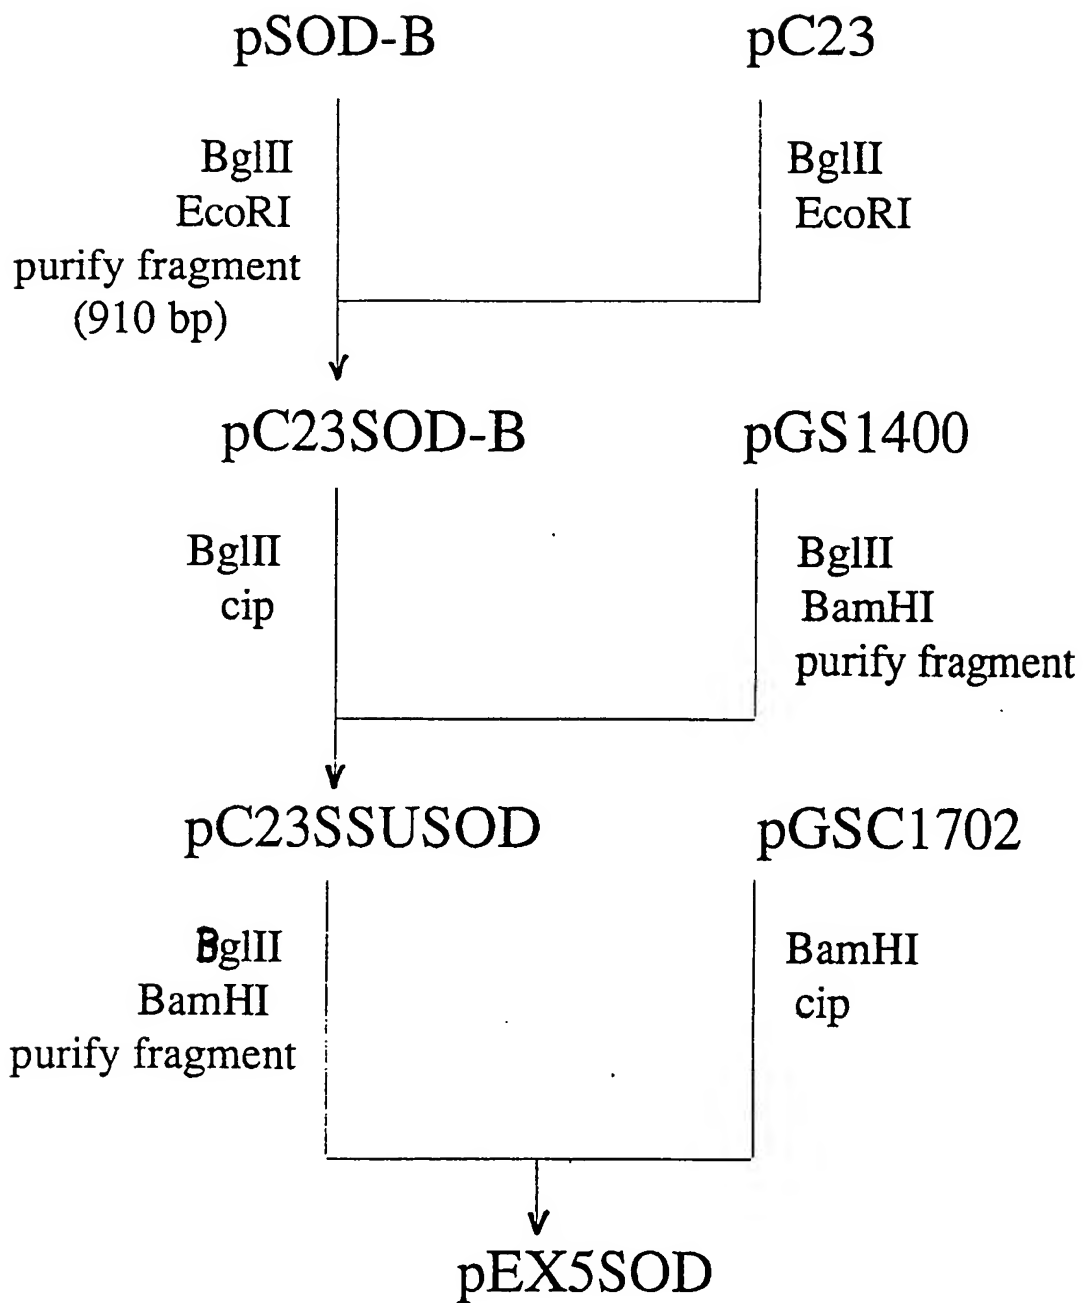 pSOD-B
pC23
BglII
EcoRI
purify fragment
(910 bp)
BglII
EcoRI
pC23SOD-B
pGS1400
BglII
cip
BglII
BamHI
purify fragment
pC23SSUSOD
pGSC1702
BglII
BamHI
purify fragment
BamHI
cip
pEX5SOD